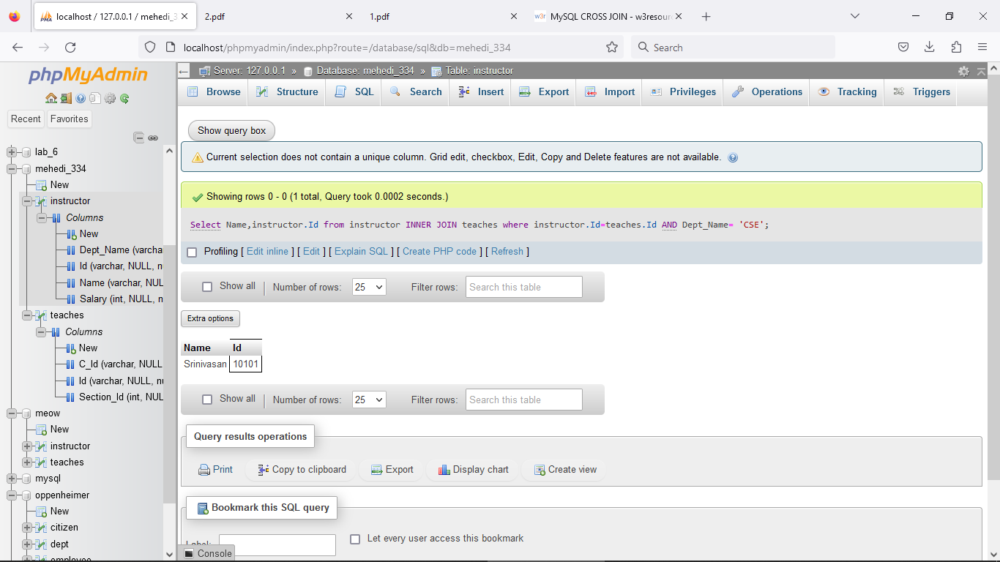 localhost / 127.0.0.1 / mehedi_3
2.pdf
1.pdf
MySQL CROSS JOIN - w3resour
localhost/phpmyadmin/index.php?route=/database/sql&db=mehedi_334
Search
phpMyAdmin
Recent Favorites
lab_6
mehedi_334
New
instructor
Columns
New
Dept_Name (varcha
Id (varchar, NULL, n
Name (varchar, NUL
Salary (int, NULL, n
teaches
Columns
New
C_Id (varchar, NULL
Id (varchar, NULL, nu
Section_Id (int, NUL
meow
New
instructor
teaches
mysql
oppenheimer
New
citizen
dept
employee
Server: 127.0.0.1 » Database: mehedi_334 » Table: instructor
Browse Structure SQL Search Insert Export Import Privileges Operations Tracking Triggers
Show query box
Current selection does not contain a unique column. Grid edit, checkbox, Edit, Copy and Delete features are not available.
Showing rows 0 - 0 (1 total, Query took 0.0002 seconds.)
Select Name,instructor.Id from instructor INNER JOIN teaches where instructor.Id=teaches.Id AND Dept_Name= 'CSE';
Profiling [ Edit inline ] [ Edit ] [ Explain SQL ] [ Create PHP code ] [ Refresh ]
Show all Number of rows: 25 Filter rows: Search this table
Extra options
Name Id
Srinivasan 10101
Show all Number of rows: 25 Filter rows: Search this table
Query results operations
Print Copy to clipboard Export Display chart Create view
Bookmark this SQL query
Label: Let every user access this bookmark
Console